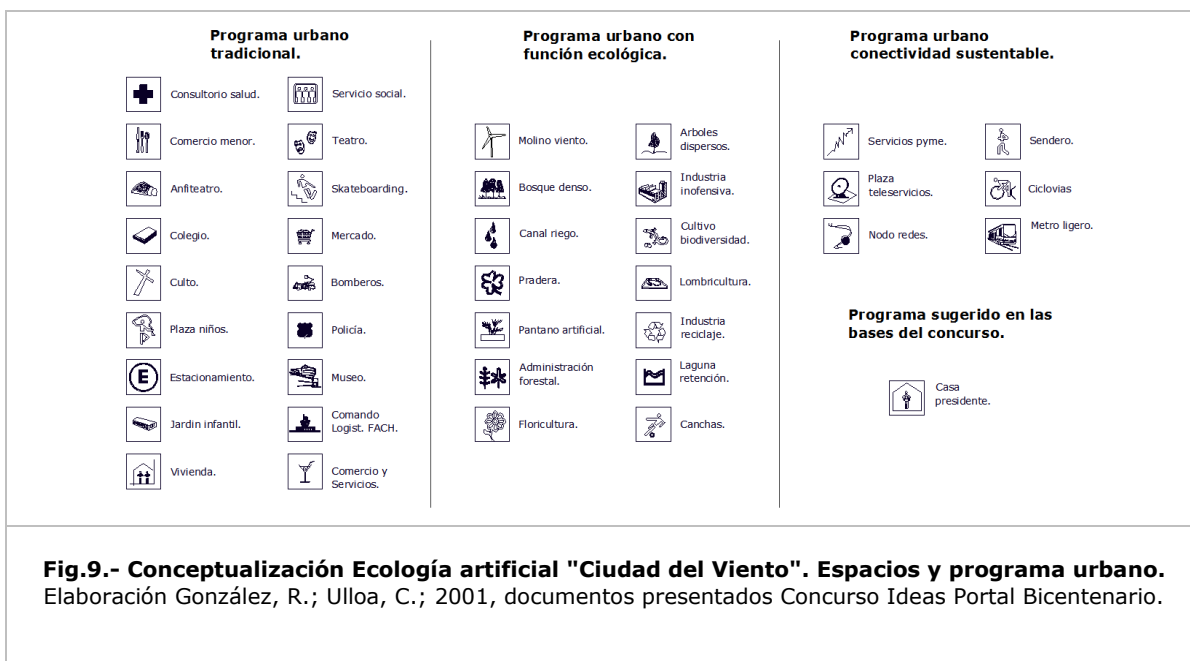 Programa urbano
tradicional.
Consultorio salud.
Servicio social.
Comercio menor.
Teatro.
Anfiteatro.
Skateboarding.
Colegio.
Mercado.
Culto.
Bomberos.
Plaza niños.
Policía.
E
Estacionamiento.
Museo.
Jardin infantil.
Comando
Logist. FACH.
Vivienda.
Comercio y
Servicios.
Programa urbano con
función ecológica.
Molino viento.
Arboles
dispersos.
Bosque denso.
Industria
inofensiva.
Canal riego.
Cultivo
biodiversidad.
Pradera.
Lombricultura.
Pantano artificial.
Industria
reciclaje.
Administración
forestal.
Laguna
retención.
Floricultura.
Canchas.
Programa urbano
conectividad sustentable.
Servicios pyme.
Sendero.
Plaza
teleservicios.
Ciclovias
Nodo redes.
Metro ligero.
Programa sugerido en las
bases del concurso.
Casa
presidente.
Fig.9.- Conceptualización Ecología artificial "Ciudad del Viento". Espacios y programa urbano.
Elaboración González, R.; Ulloa, C.; 2001, documentos presentados Concurso Ideas Portal Bicentenario.